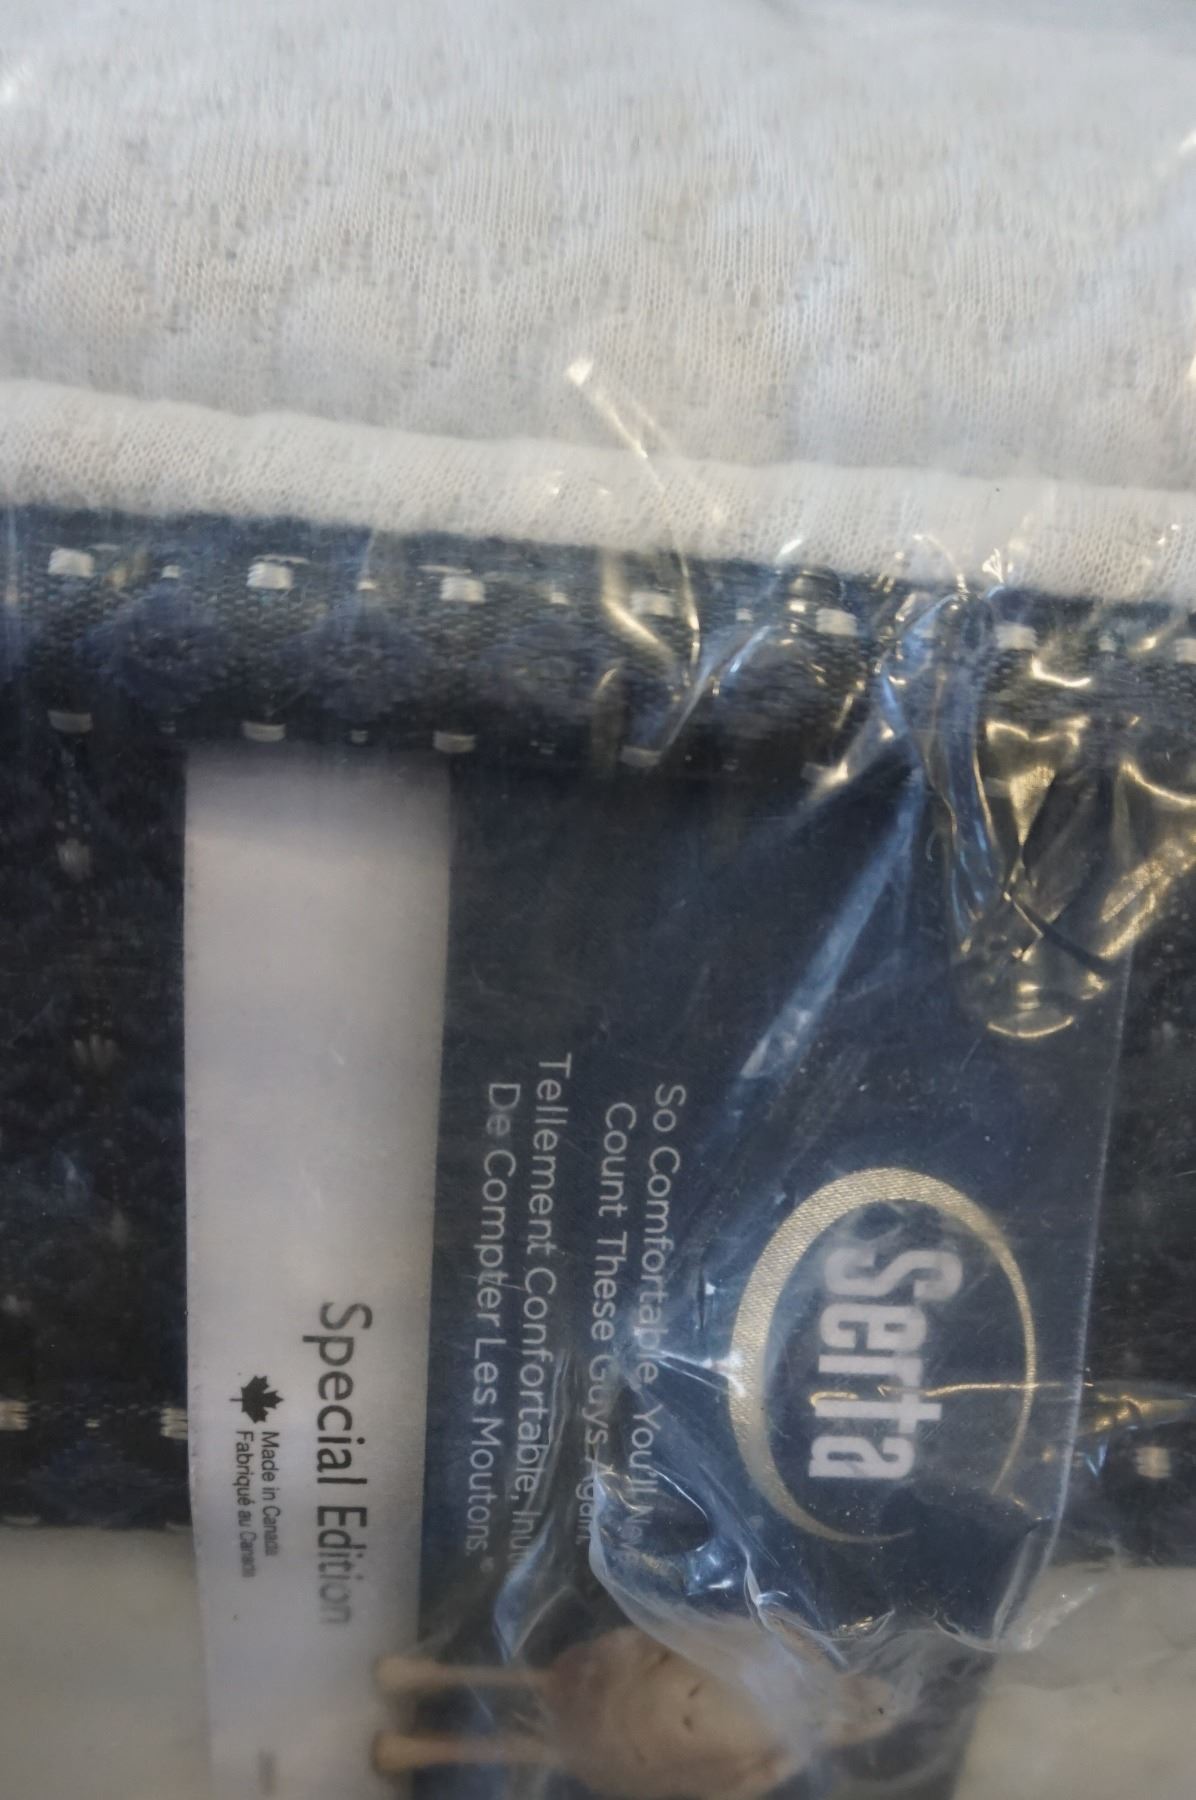 Serta
So Comfortable, You'll
Count These Guys Again.
Tellement Confortable,
De Compter Les Moutons.®
Special Edition
Made in Canada
Fabriqué au Canada